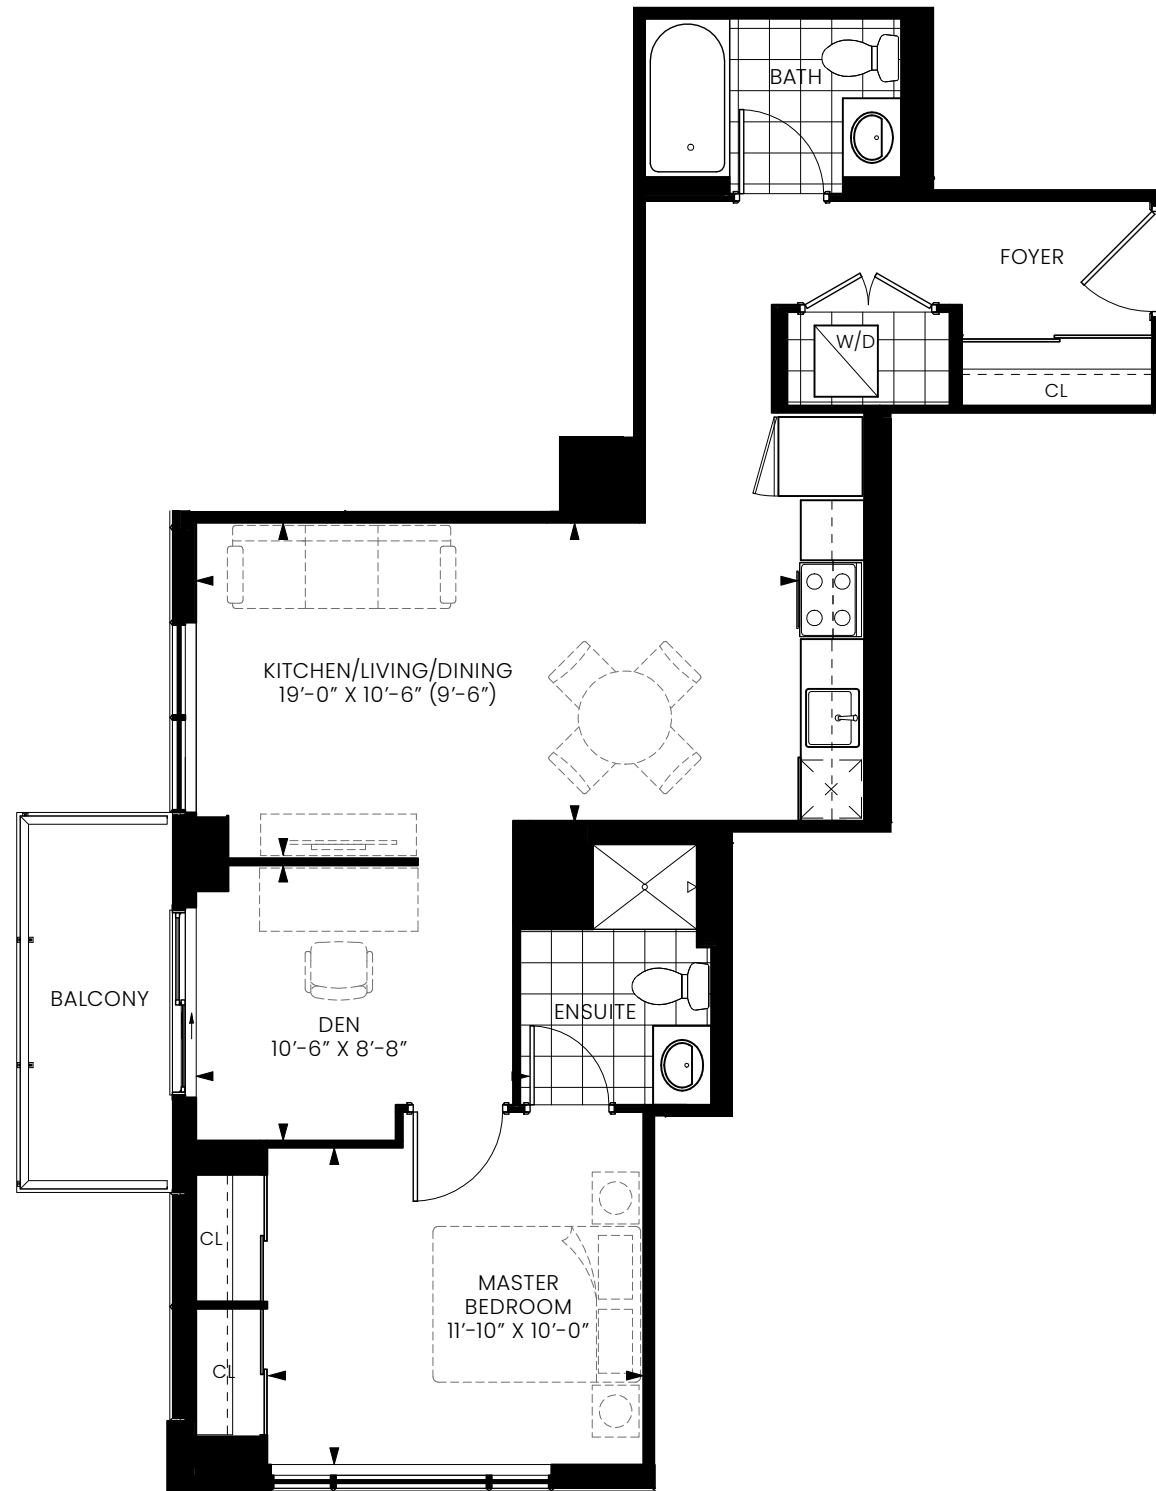 BATH
FOYER
W/D
CL
KITCHEN/LIVING/DINING
19’-0” X 10’-6” (9’-6”)
BALCONY
ENSUITE
DEN
10’-6” X 8’-8”
CL
MASTER
BEDROOM
11’-10” X 10’-0”
CL